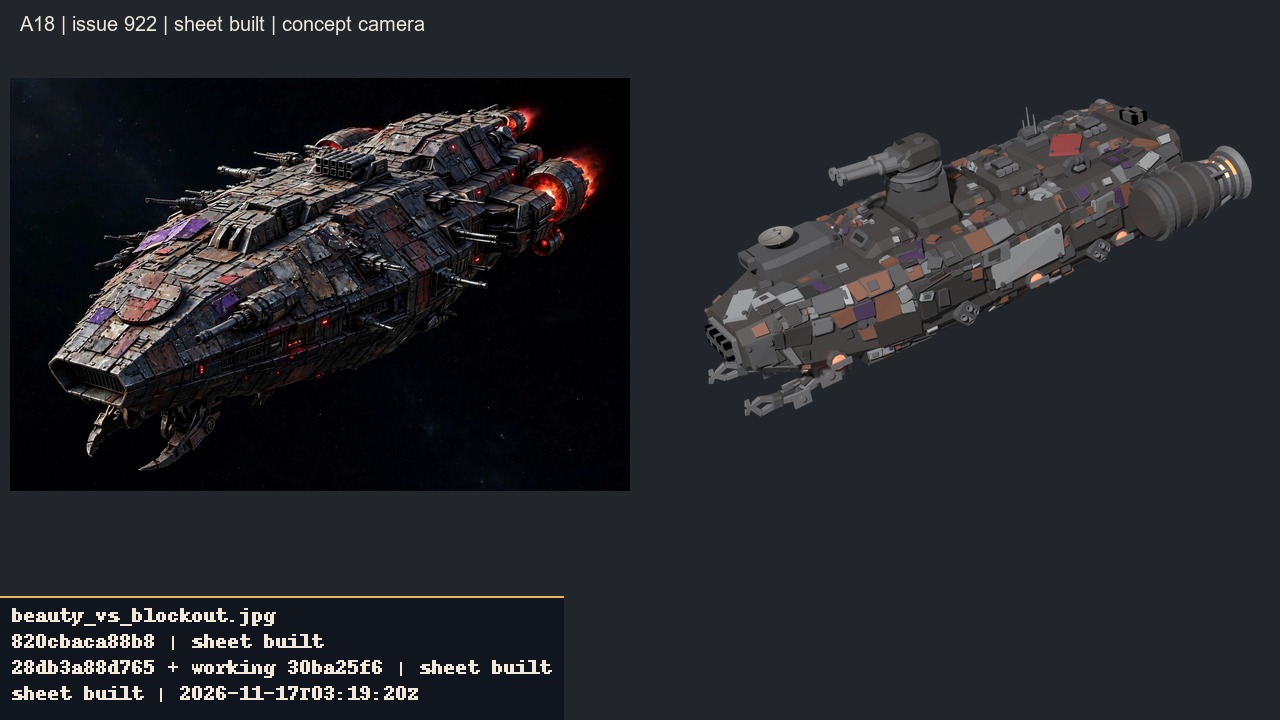 A18 | issue 922 | sheet built | concept camera
beauty_vs_blockout.jpg
820cbaca88b8 | sheet built
28db3a88d765 + working 30ba25f6 | sheet built
sheet built | 2026-11-17T03:19:20Z